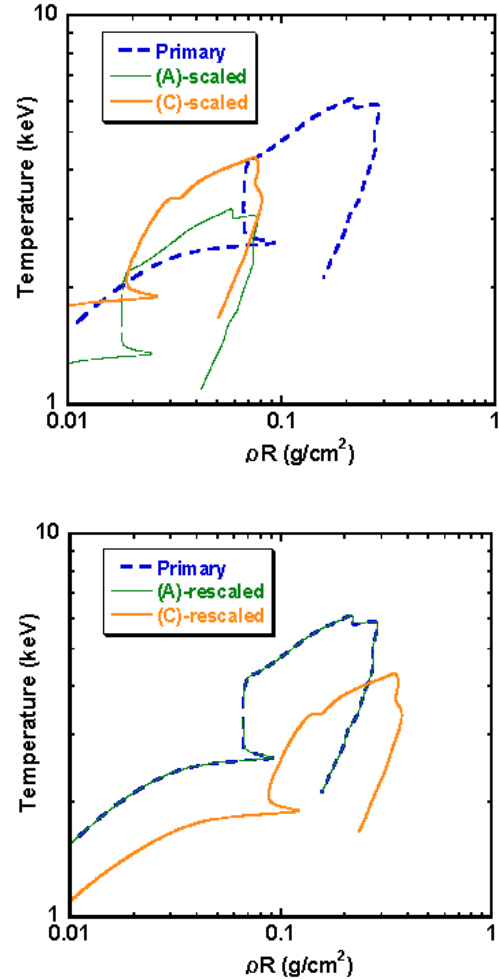 10
Primary
(A)-scaled
(C)-scaled
Temperature (keV)
1
0.01
0.1
1
ρR (g/cm²)
10
Primary
(A)-rescaled
(C)-rescaled
Temperature (keV)
1
0.01
0.1
1
ρR (g/cm²)